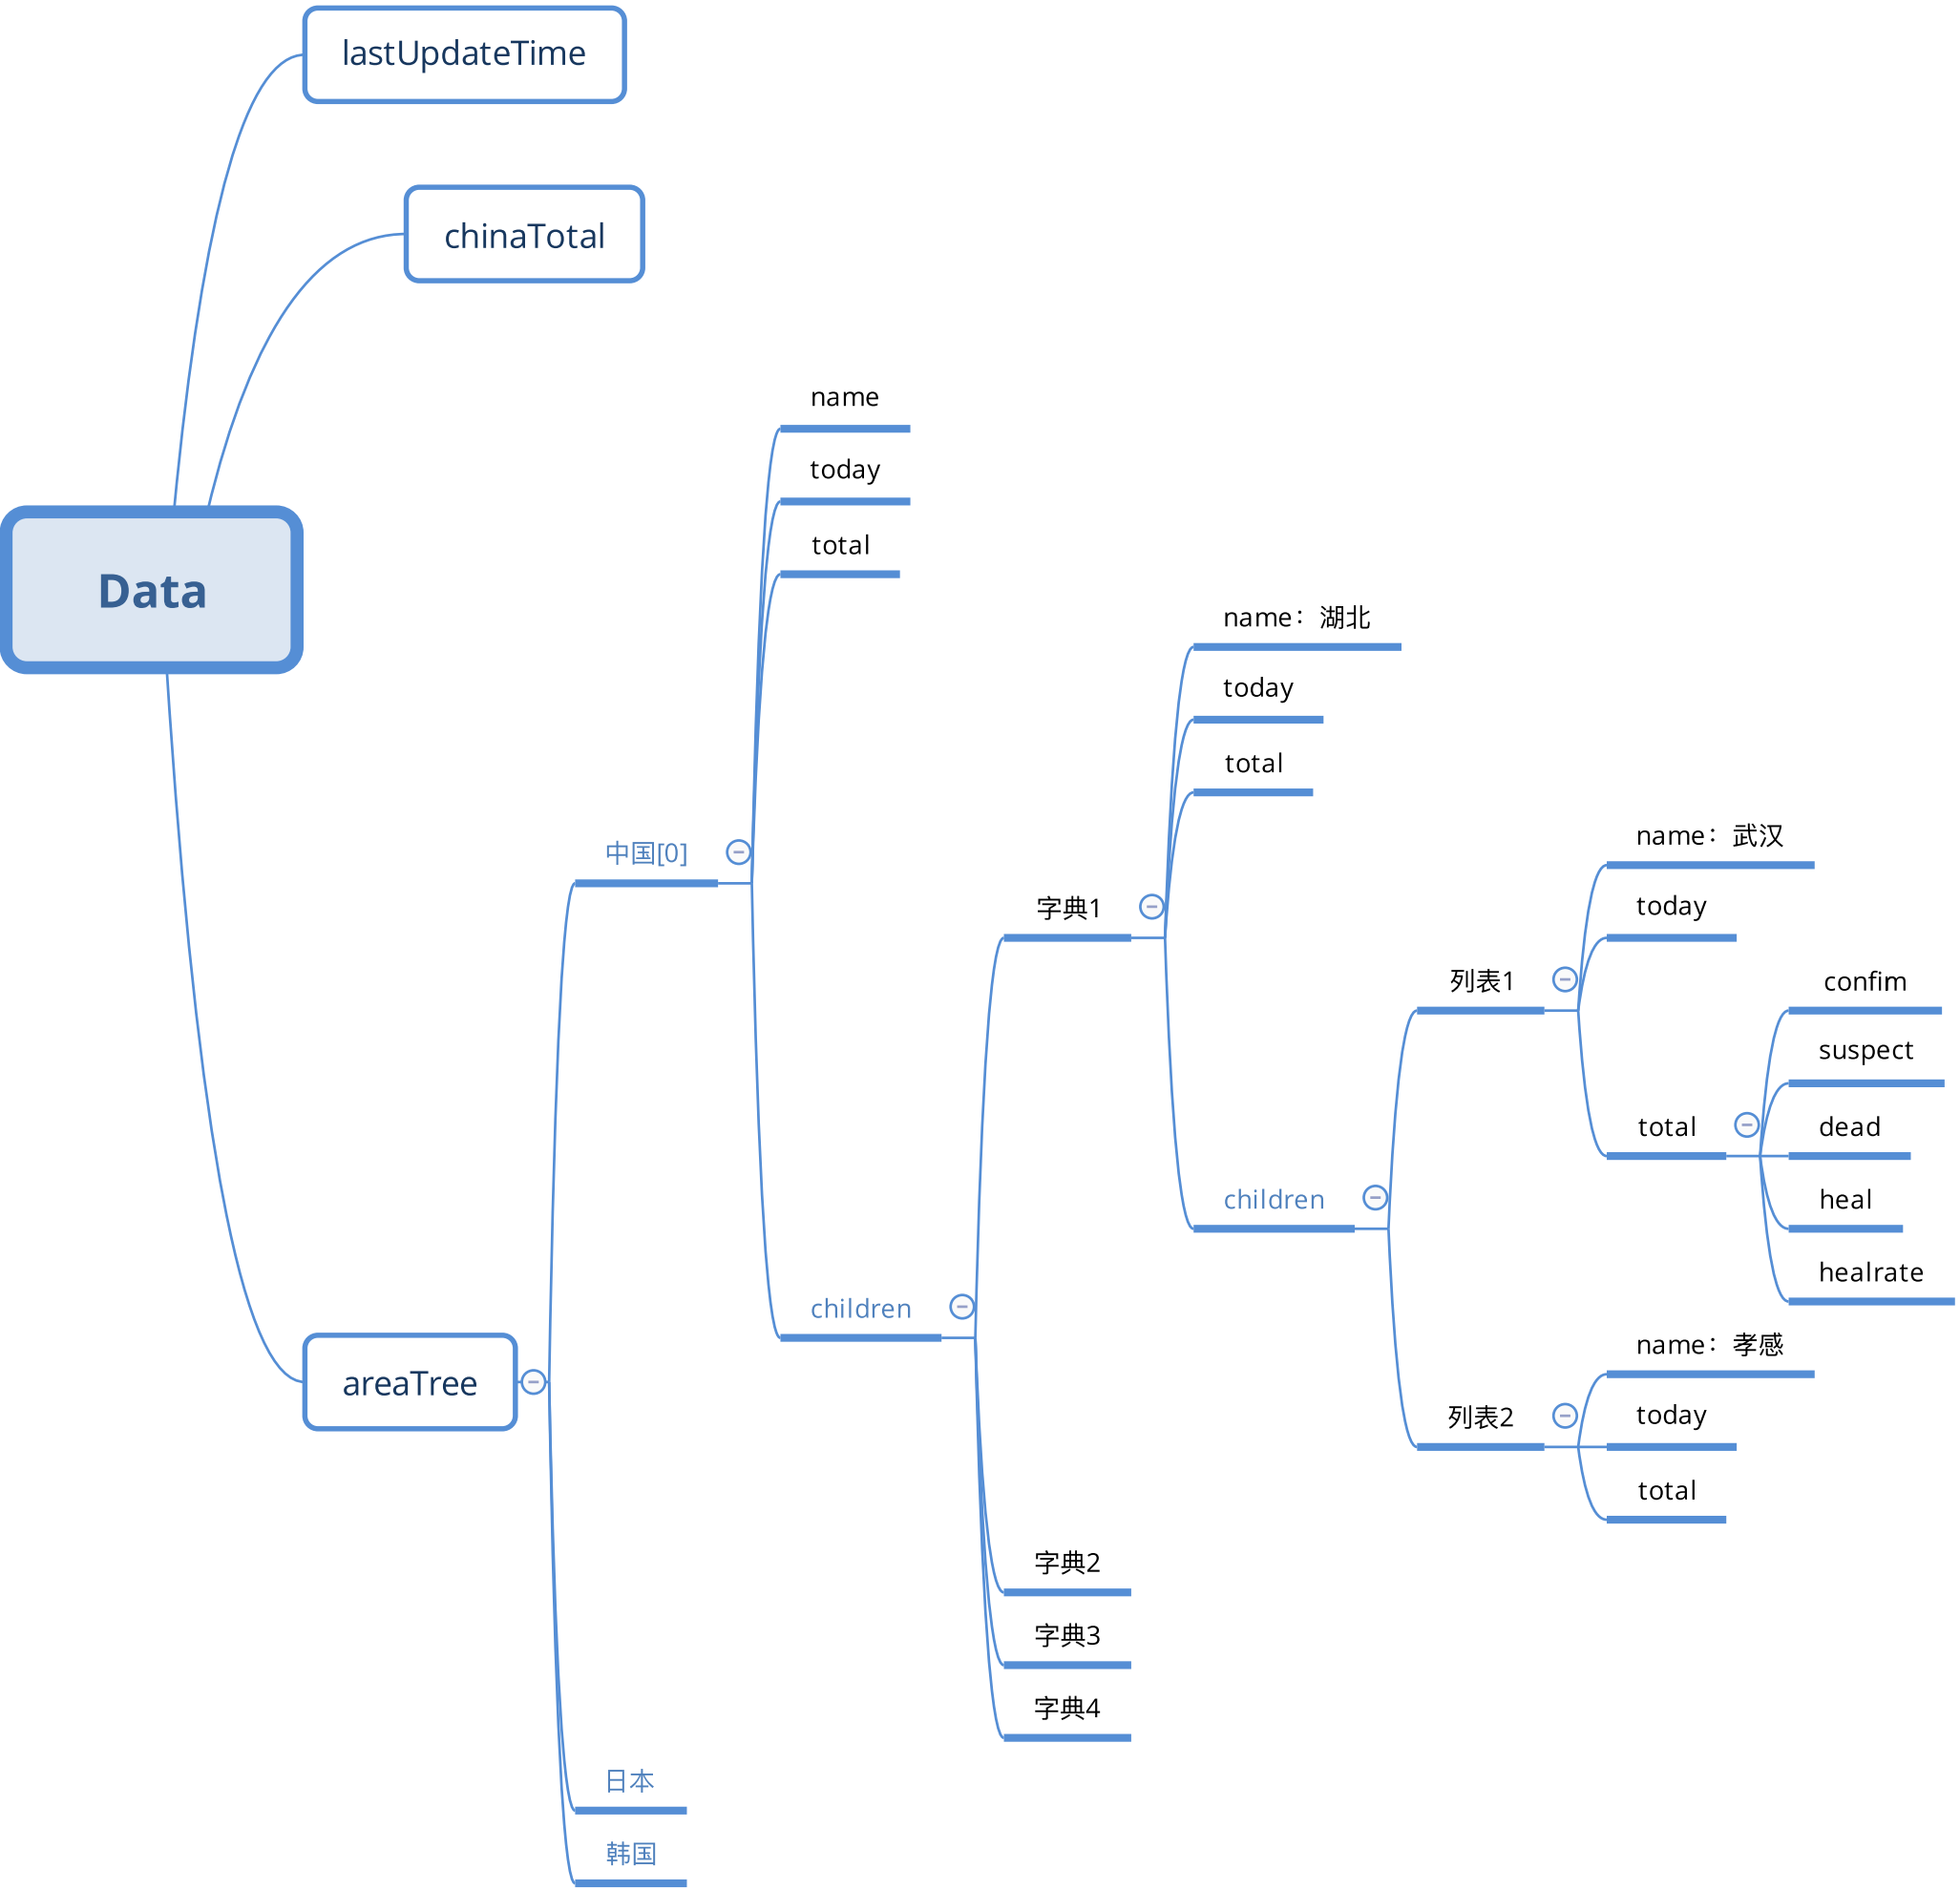 lastUpdateTime
chinaTotal
Data
areaTree
中国[0]
name
today
total
children
字典1
name：湖北
today
total
children
列表1
name：武汉
today
total
confim
suspect
dead
heal
healrate
列表2
name：孝感
today
total
字典2
字典3
字典4
日本
韩国